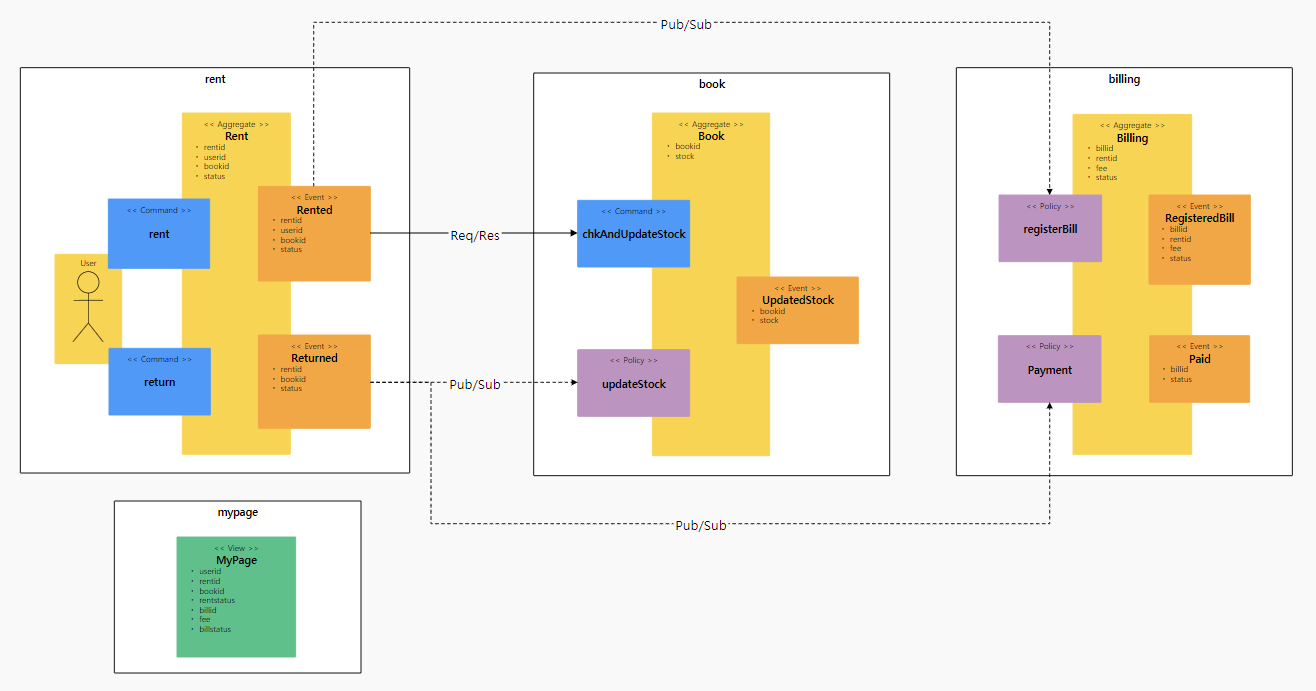 Pub/Sub
rent
<< Aggregate >>
Rent
• rentid
• userid
• bookid
• status
<< Command >>
rent
<< Event >>
Rented
• rentid
• userid
• bookid
• status
User
<< Command >>
return
<< Event >>
Returned
• rentid
• bookid
• status
Req/Res
Pub/Sub
book
<< Aggregate >>
Book
• bookid
• stock
<< Command >>
chkAndUpdateStock
<< Event >>
UpdatedStock
• bookid
• stock
<< Policy >>
updateStock
billing
<< Aggregate >>
Billing
• billid
• rentid
• fee
• status
<< Policy >>
registerBill
<< Event >>
RegisteredBill
• billid
• rentid
• fee
• status
<< Policy >>
Payment
<< Event >>
Paid
• billid
• status
Pub/Sub
mypage
<< View >>
MyPage
• userid
• rentid
• bookid
• rentstatus
• billid
• fee
• billstatus